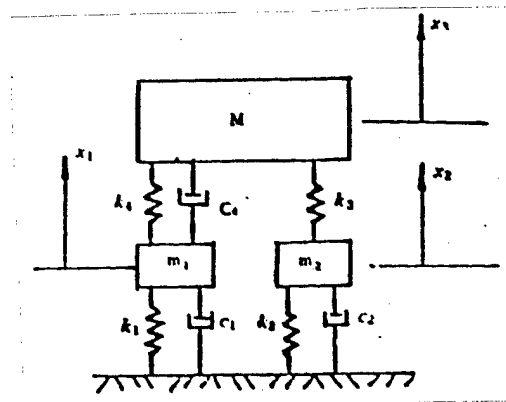 x₃
M
x₁
x₂
k₄
C₄
k₃
m₁
m₂
k₁
c₁
k₂
c₂